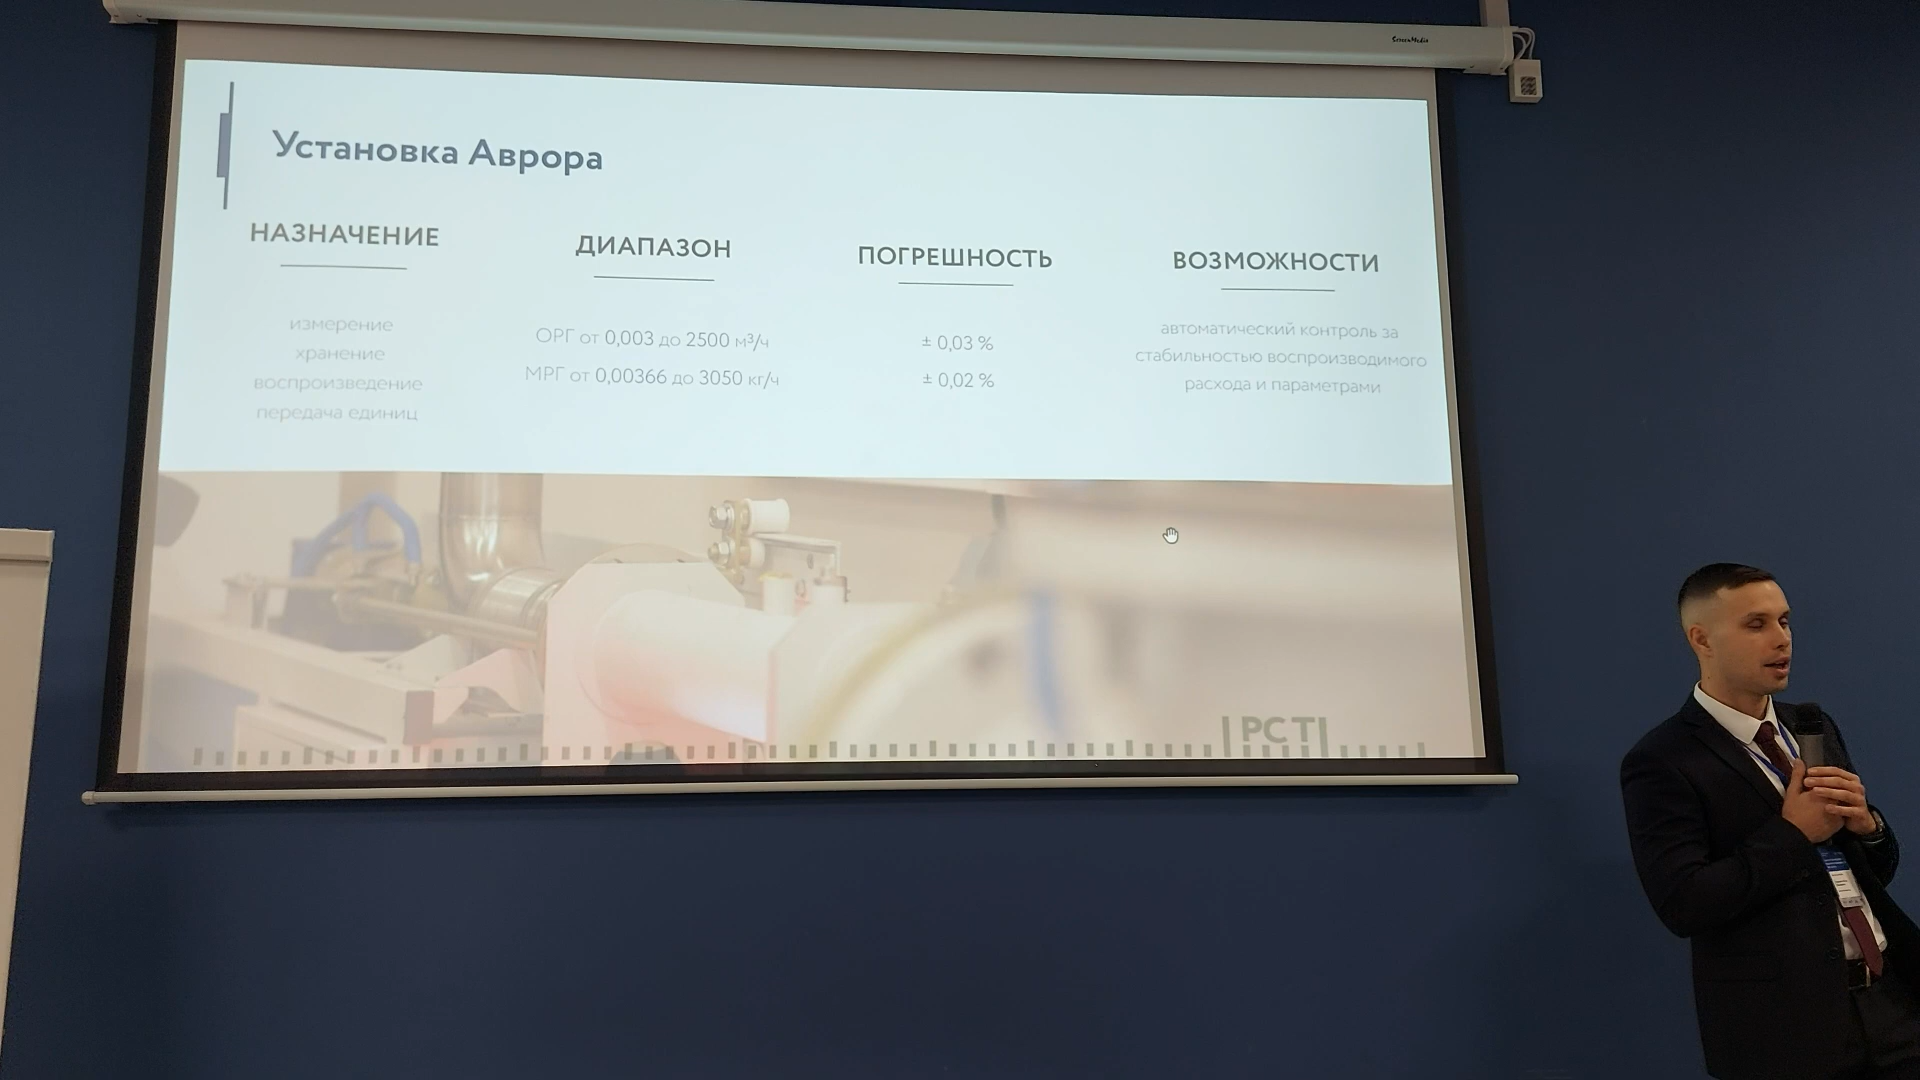 ScreenMedia
Установка Аврора
НАЗНАЧЕНИЕ
измерение
хранение
воспроизведение
передача единиц
ДИАПАЗОН
ОРГ от 0,003 до 2500 м³/ч
МРГ от 0,00366 до 3050 кг/ч
ПОГРЕШНОСТЬ
± 0,03 %
± 0,02 %
ВОЗМОЖНОСТИ
автоматический контроль за
стабильностью воспроизводимого
расхода и параметрами
РСТ